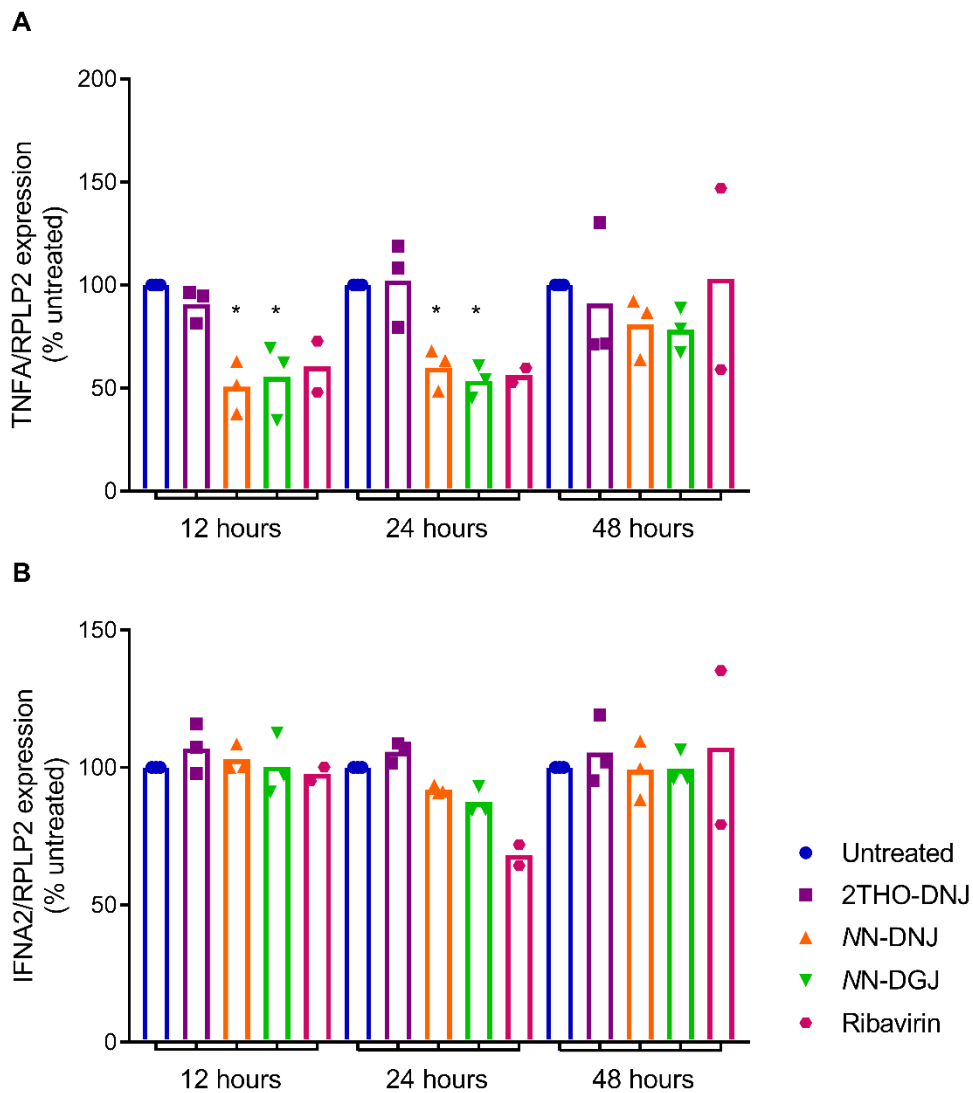 A
TNFA/RPLP2 expression
(% untreated)
200
150
100
50
0
* *
* *
12 hours 24 hours 48 hours
B
IFNA2/RPLP2 expression
(% untreated)
150
100
50
0
12 hours 24 hours 48 hours
Untreated
2THO-DNJ
NN-DNJ
NN-DGJ
Ribavirin